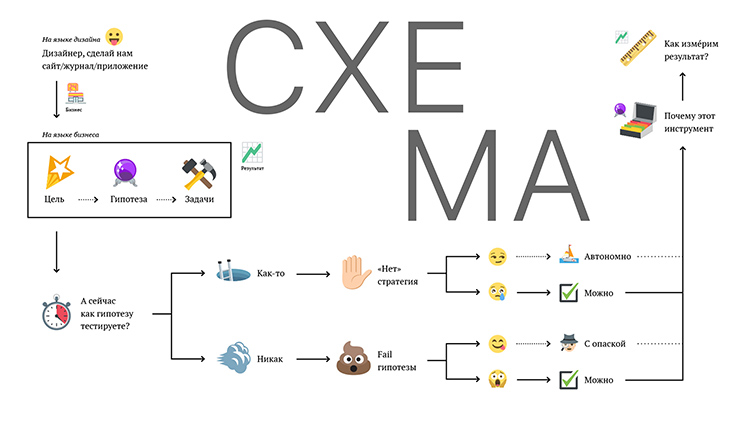 На языке дизайна
Дизайнер, сделай нам
сайт/журнал/приложение
Бизнес
СХЕ
МА
Как изме́рим
результат?
Почему этот
инструмент
На языке бизнеса
Цель
Гипотеза
Задачи
Результат
А сейчас
как гипотезу
тестируете?
Как-то
«Нет»
стратегия
Автономно
Можно
Никак
Fail
гипотезы
С опаской
Можно